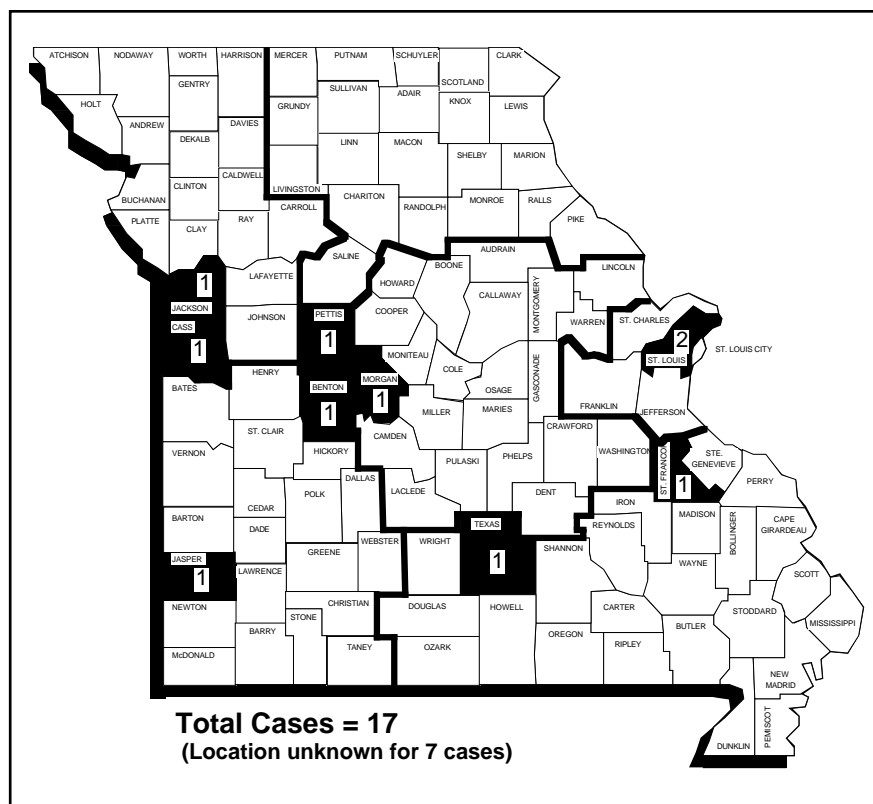 ATCHISON NODAWAY WORTH HARRISON MERCER PUTNAM SCHUYLER CLARK
SCOTLAND
GENTRY SULLIVAN ADAIR
HOLT GRUNDY KNOX LEWIS
ANDREW DAVIES
DEKALB LINN MACON
SHELBY MARION
CLINTON CALDWELL
LIVINGSTON
BUCHANAN CHARITON
CARROLL RANDOLPH MONROE RALLS
PLATTE RAY PIKE
CLAY
AUDRAIN
SALINE
BOONE
LAFAYETTE LINCOLN
1 HOWARD
JACKSON CALLAWAY MONTGOMERY
CASS JOHNSON PETTIS COOPER WARREN ST. CHARLES
1 1 2
MONITEAU ST. LOUIS ST. LOUIS CITY
HENRY COLE GASCONADE
BATES BENTON MORGAN OSAGE
1 1 MILLER MARIES FRANKLIN JEFFERSON
ST. CLAIR CAMDEN CRAWFORD
VERNON HICKORY WASHINGTON ST. FRANCOI STE.
GENEVIEVE
PULASKI PHELPS
DALLAS PERRY
CEDAR POLK LACLEDE DENT 1
IRON
BARTON MADISON BOLLINGER CAPE
GIRARDEAU
DADE TEXAS REYNOLDS
JASPER GREENE WEBSTER WRIGHT 1 SHANNON
1 LAWRENCE WAYNE
SCOTT
NEWTON CHRISTIAN DOUGLAS HOWELL CARTER STODDARD
STONE MISSISSIPPI
BARRY BUTLER
McDONALD TANEY OZARK OREGON RIPLEY
NEW
MADRID
PEMISCOT
DUNKLIN
Total Cases = 17
(Location unknown for 7 cases)